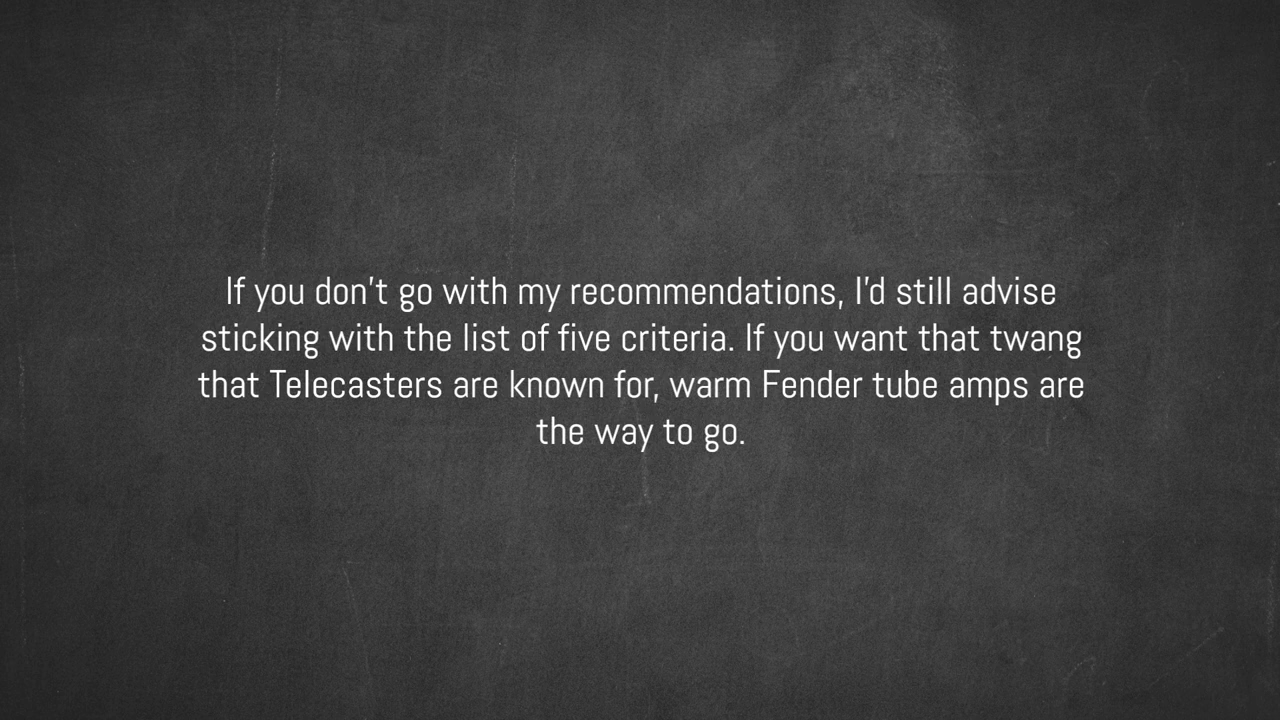 If you don't go with my recommendations, I'd still advise
sticking with the list of five criteria. If you want that twang
that Telecasters are known for, warm Fender tube amps are
the way to go.